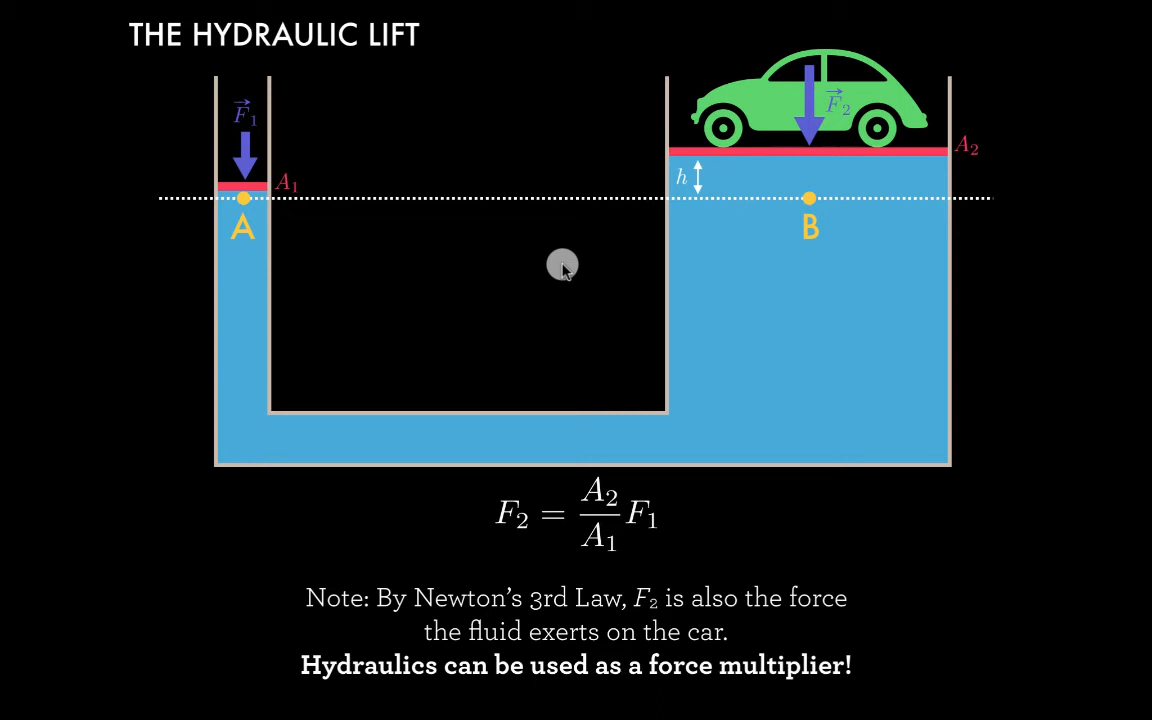 THE HYDRAULIC LIFT
F⃗₁
F⃗₂
A₂
A₁
h
A
B
F₂ = A₂/A₁ F₁
Note: By Newton's 3rd Law, F₂ is also the force
the fluid exerts on the car.
Hydraulics can be used as a force multiplier!